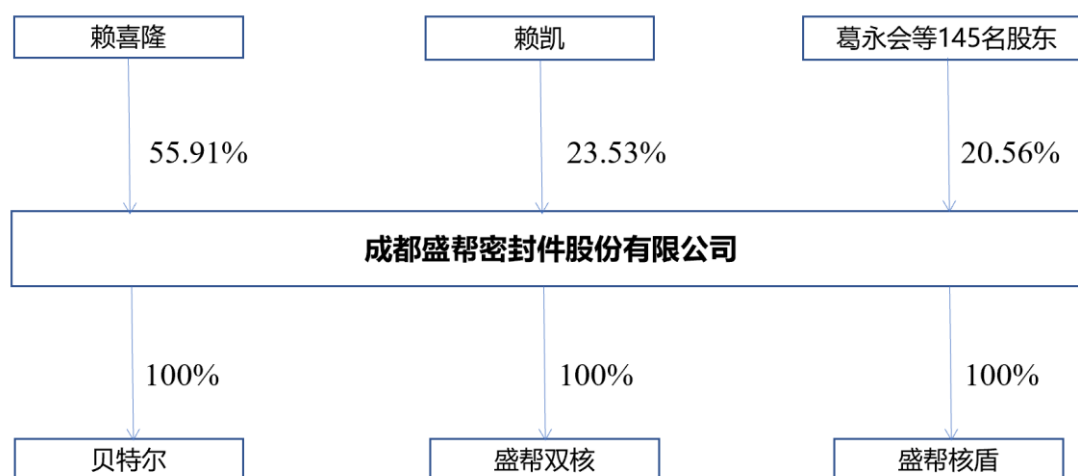 赖喜隆
赖凯
葛永会等145名股东
55.91%
23.53%
20.56%
成都盛帮密封件股份有限公司
100%
100%
100%
贝特尔
盛帮双核
盛帮核盾